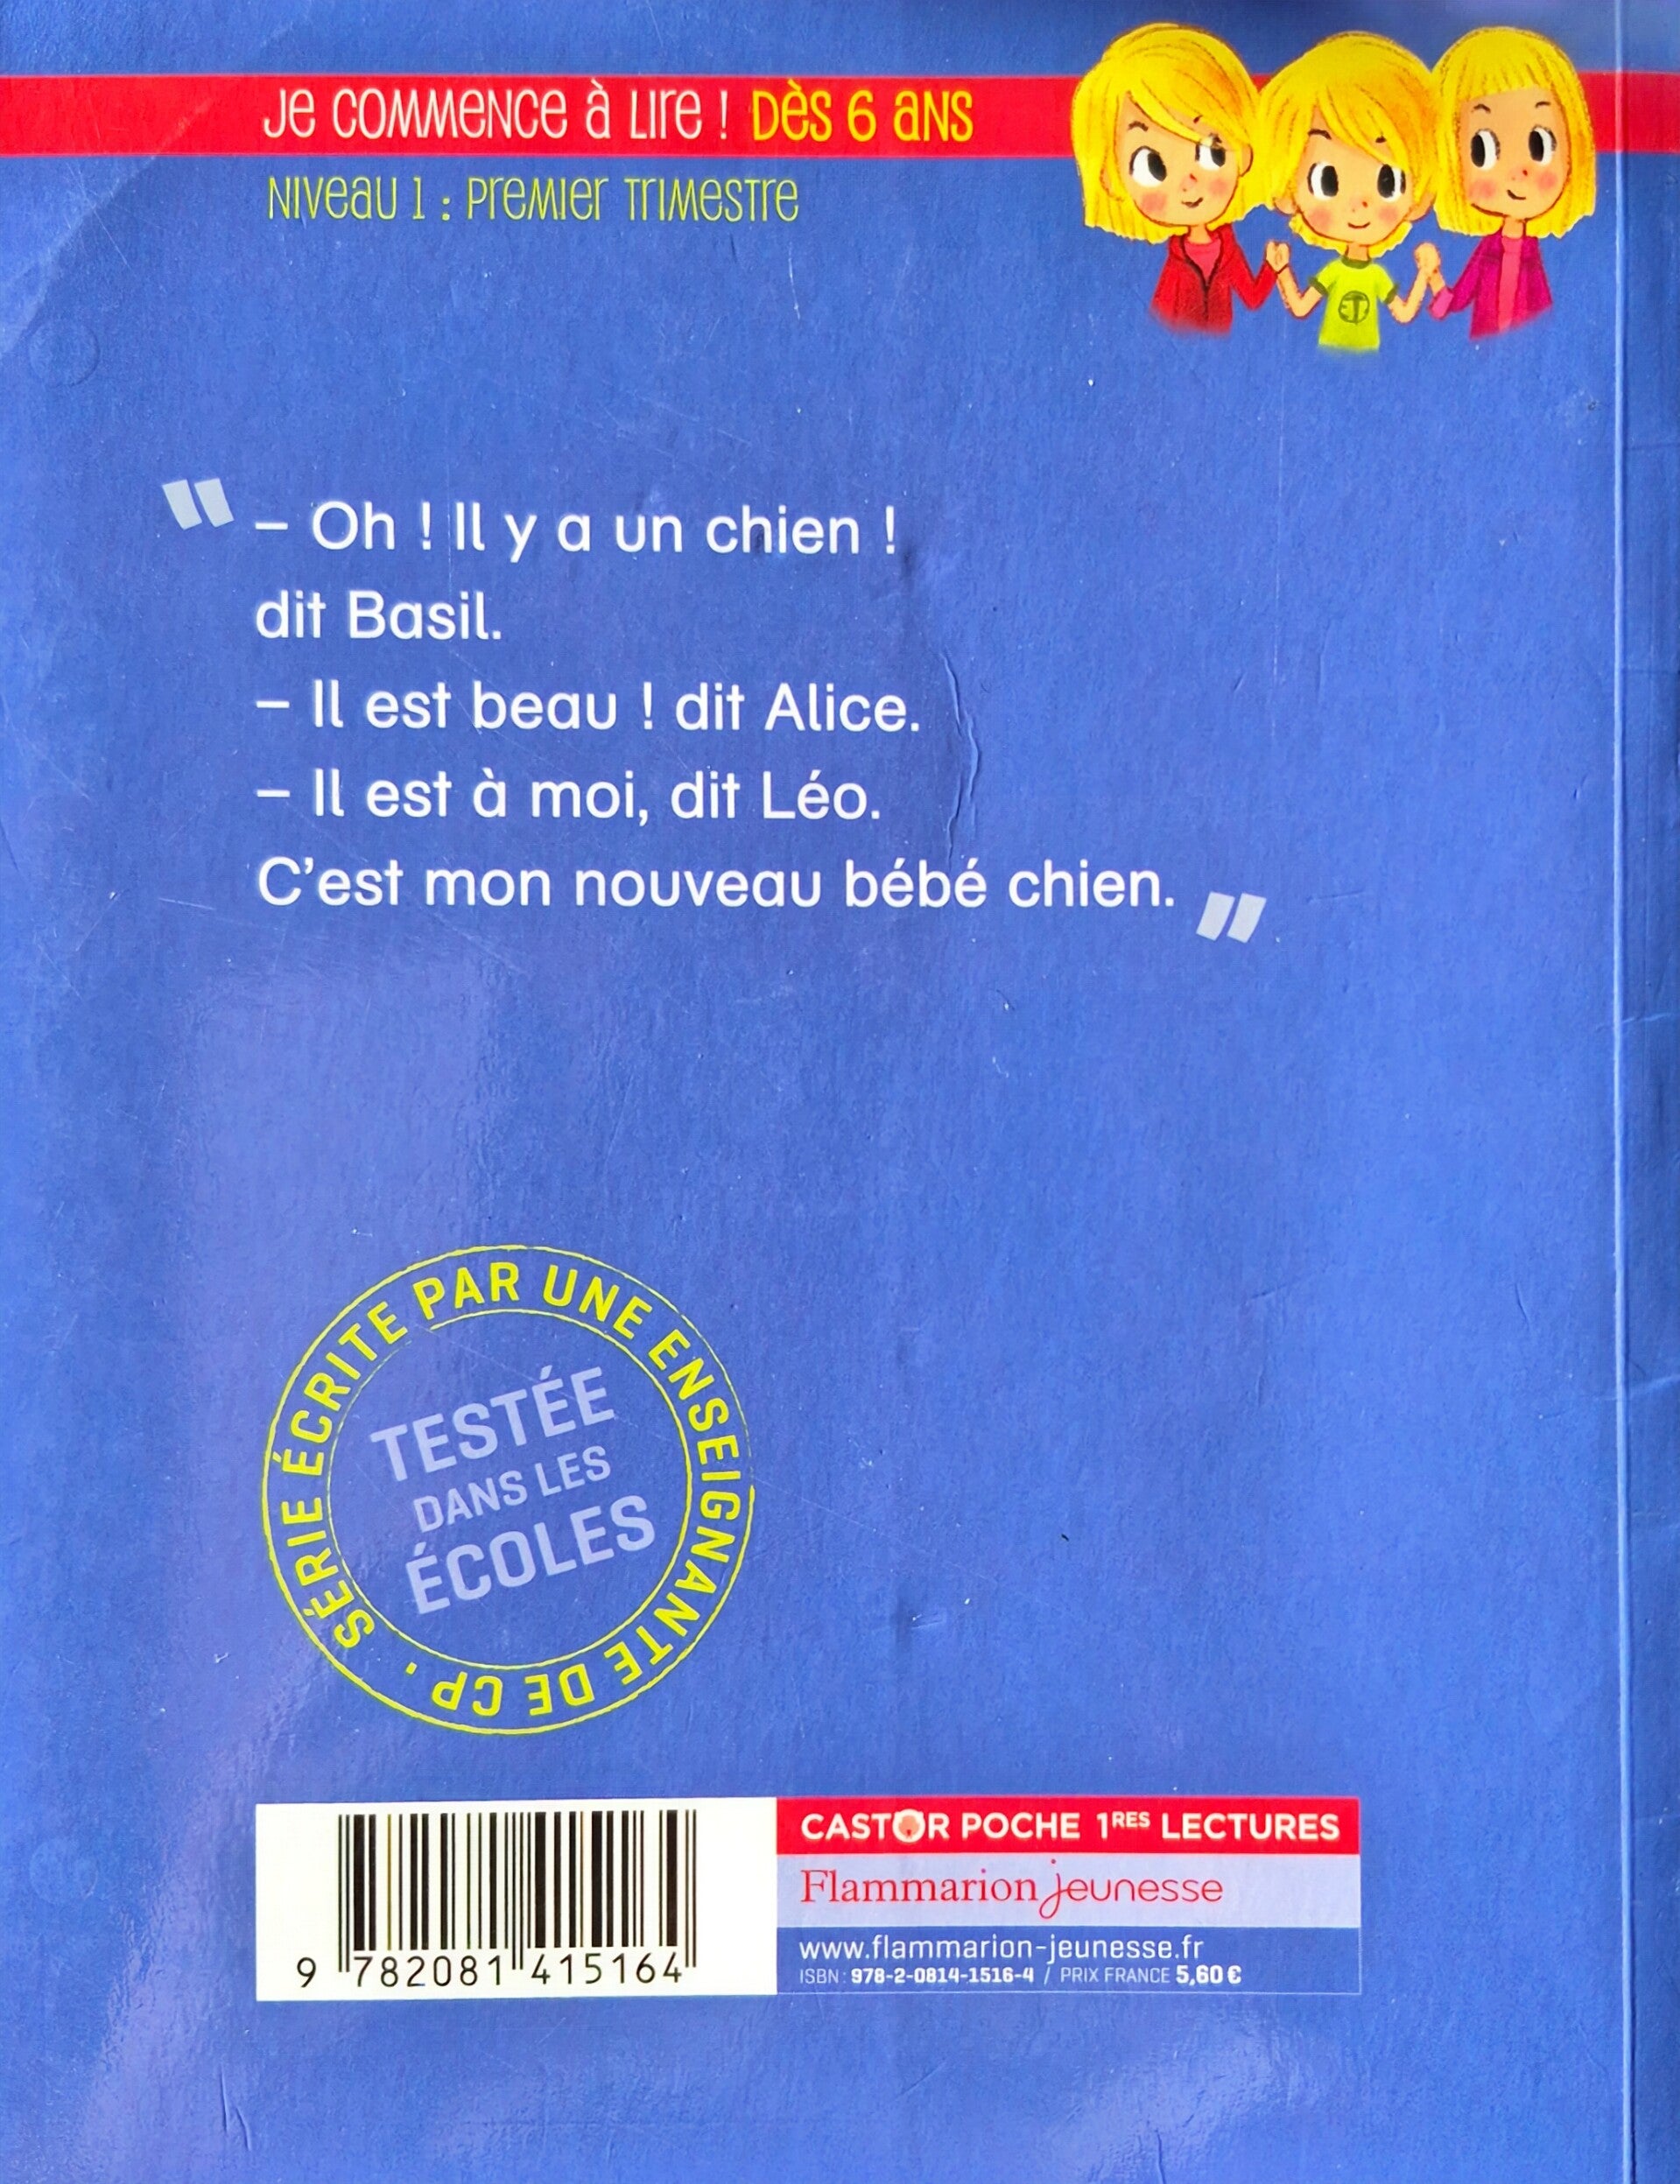 Je commence à lire ! Dès 6 ans
Niveau 1 : premier trimestre
" – Oh ! Il y a un chien !
dit Basil.
– Il est beau ! dit Alice.
– Il est à moi, dit Léo.
C'est mon nouveau bébé chien. "
SÉRIE ÉCRITE PAR UNE ENSEIGNANTE DE CP.
TESTÉE
DANS LES
ÉCOLES
CASTOR POCHE 1RES LECTURES
Flammarion jeunesse
www.flammarion-jeunesse.fr
ISBN : 978-2-0814-1516-4 / PRIX FRANCE 5,60 €
9 782081 415164